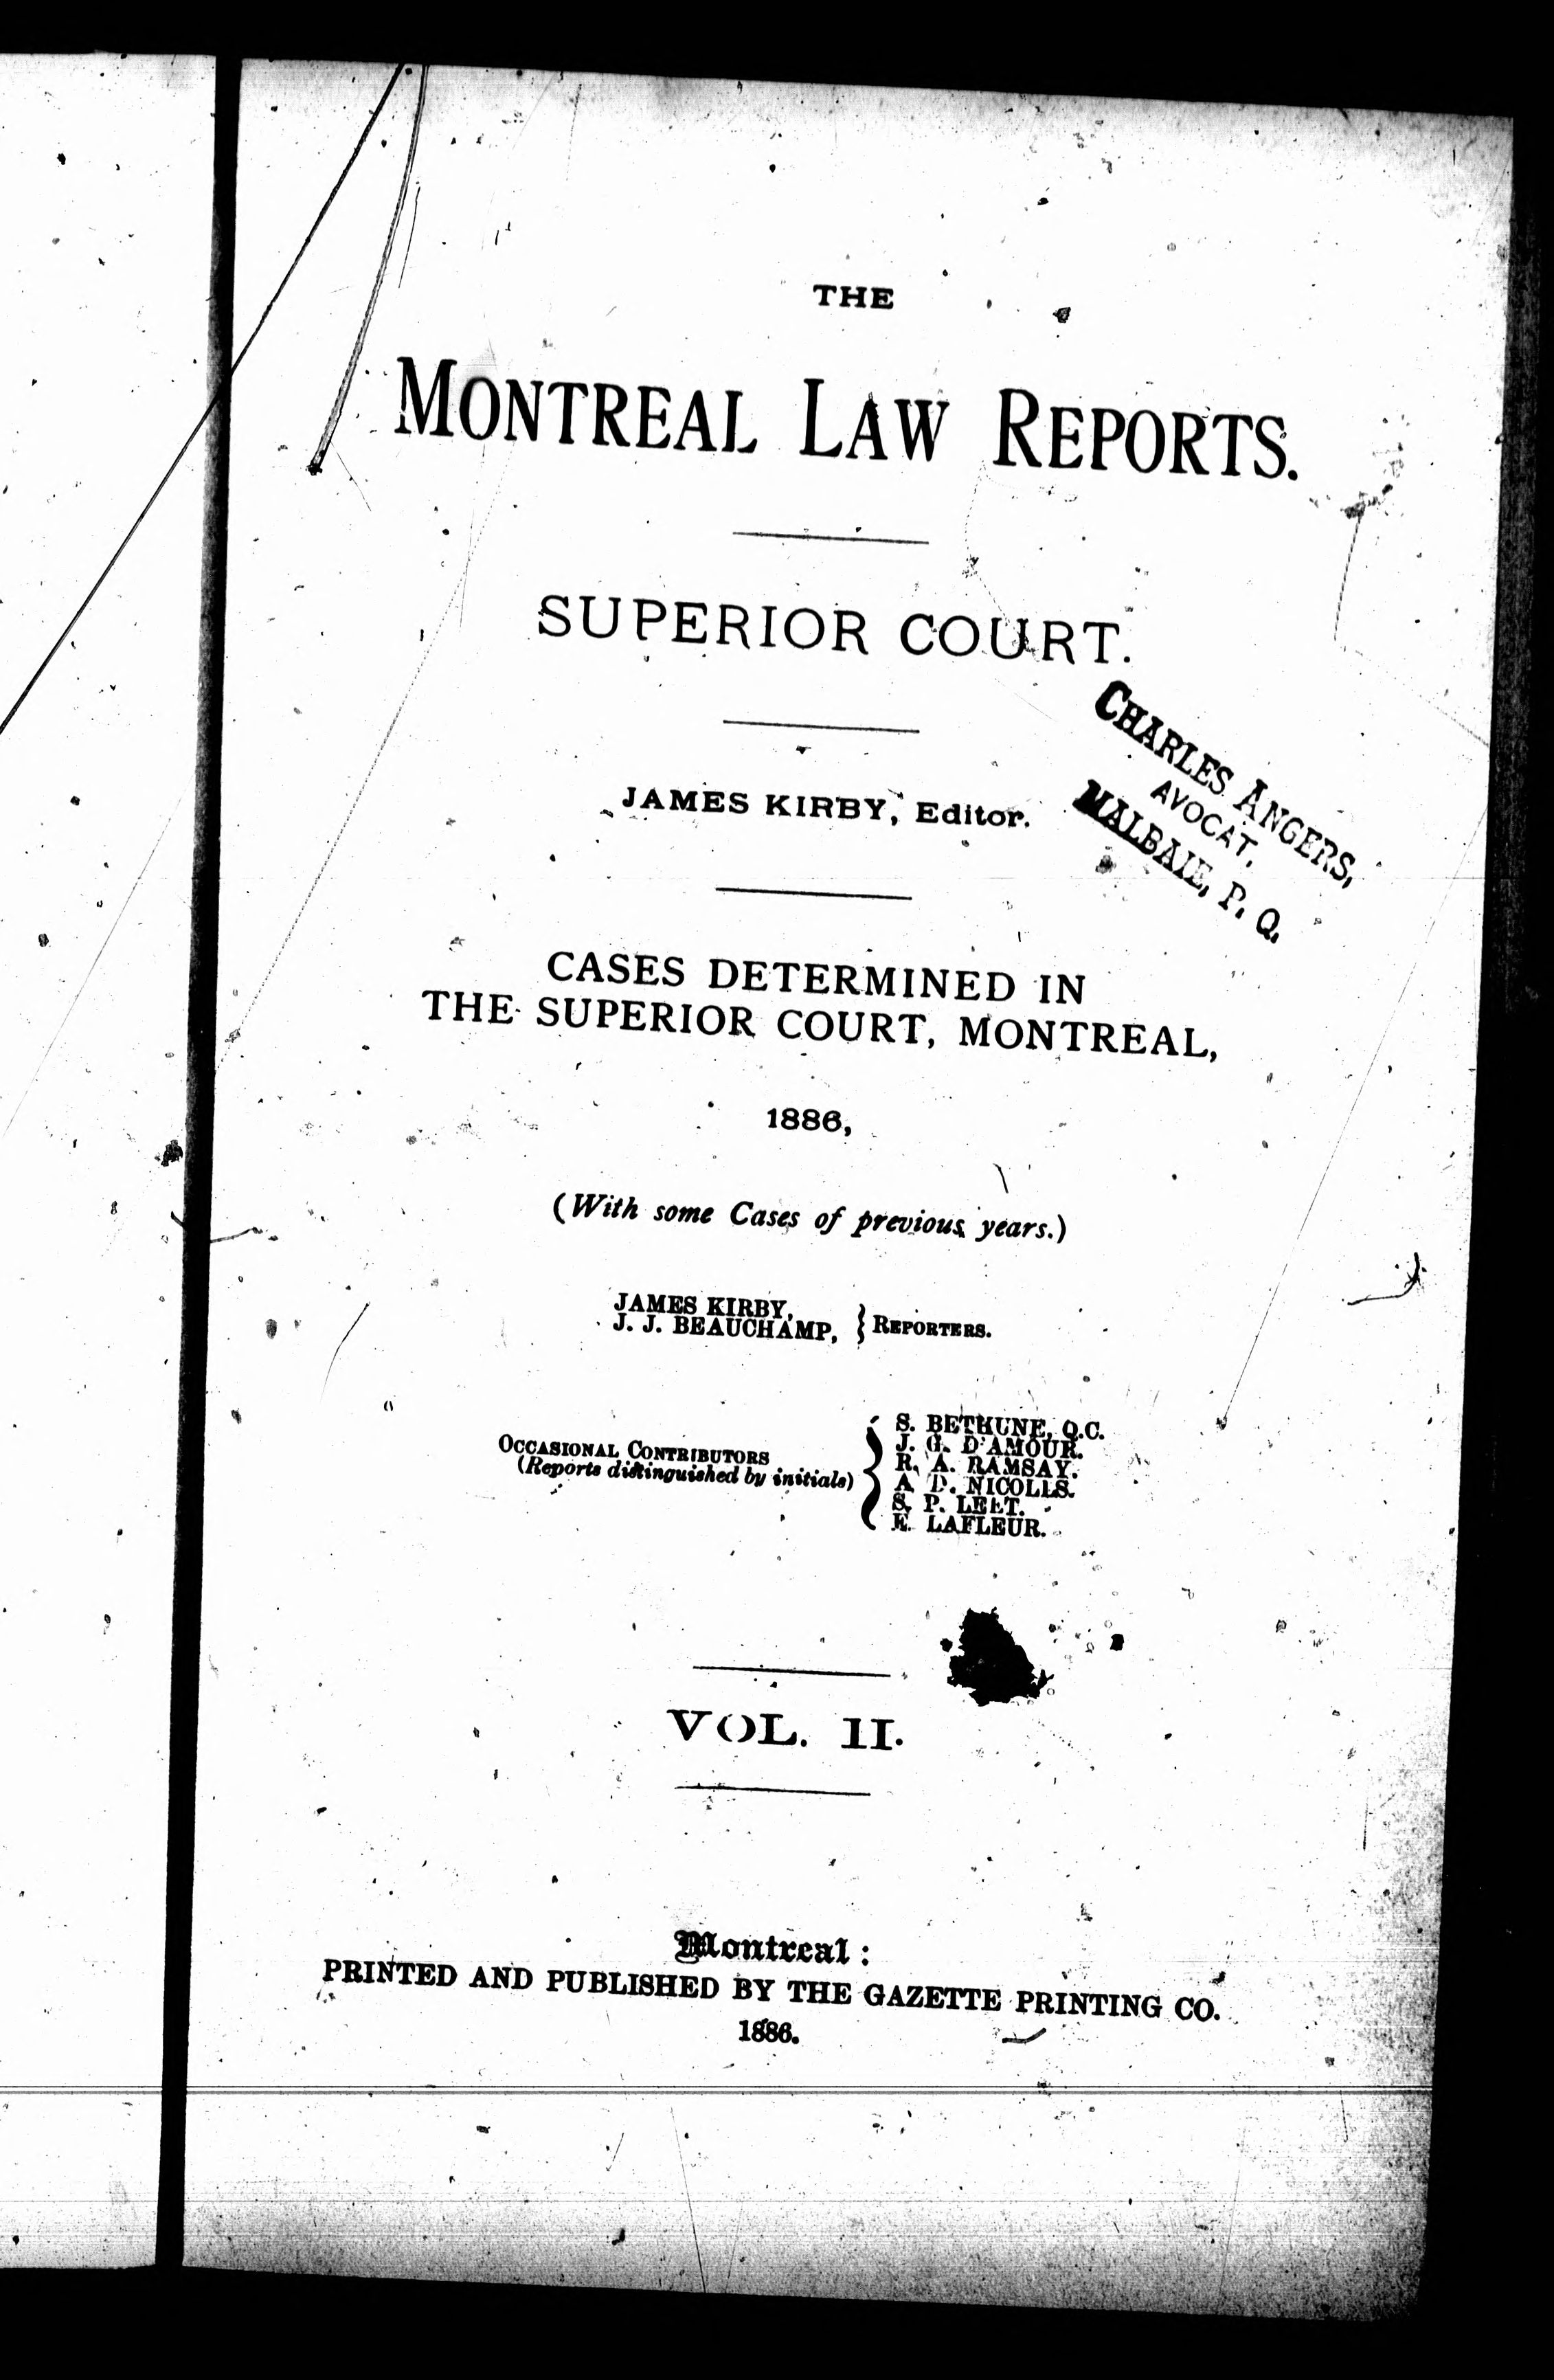 THE
MONTREAL LAW REPORTS.
SUPERIOR COURT.
JAMES KIRBY, Editor.
CHARLES ANGERS,
AVOCAT,
MALBAIE, P. Q.
CASES DETERMINED IN
THE SUPERIOR COURT, MONTREAL,
1886,
(With some Cases of previous years.)
JAMES KIRBY,
J. J. BEAUCHAMP, } REPORTERS.
OCCASIONAL CONTRIBUTORS
(Reports distinguished by initials)
S. BETHUNE, Q.C.
J. G. D'AMOUR.
R. A. RAMSAY.
A. D. NICOLLS.
S. P. LEET.
E. LAFLEUR.
VOL. II.
Montreal:
PRINTED AND PUBLISHED BY THE GAZETTE PRINTING CO.
1886.